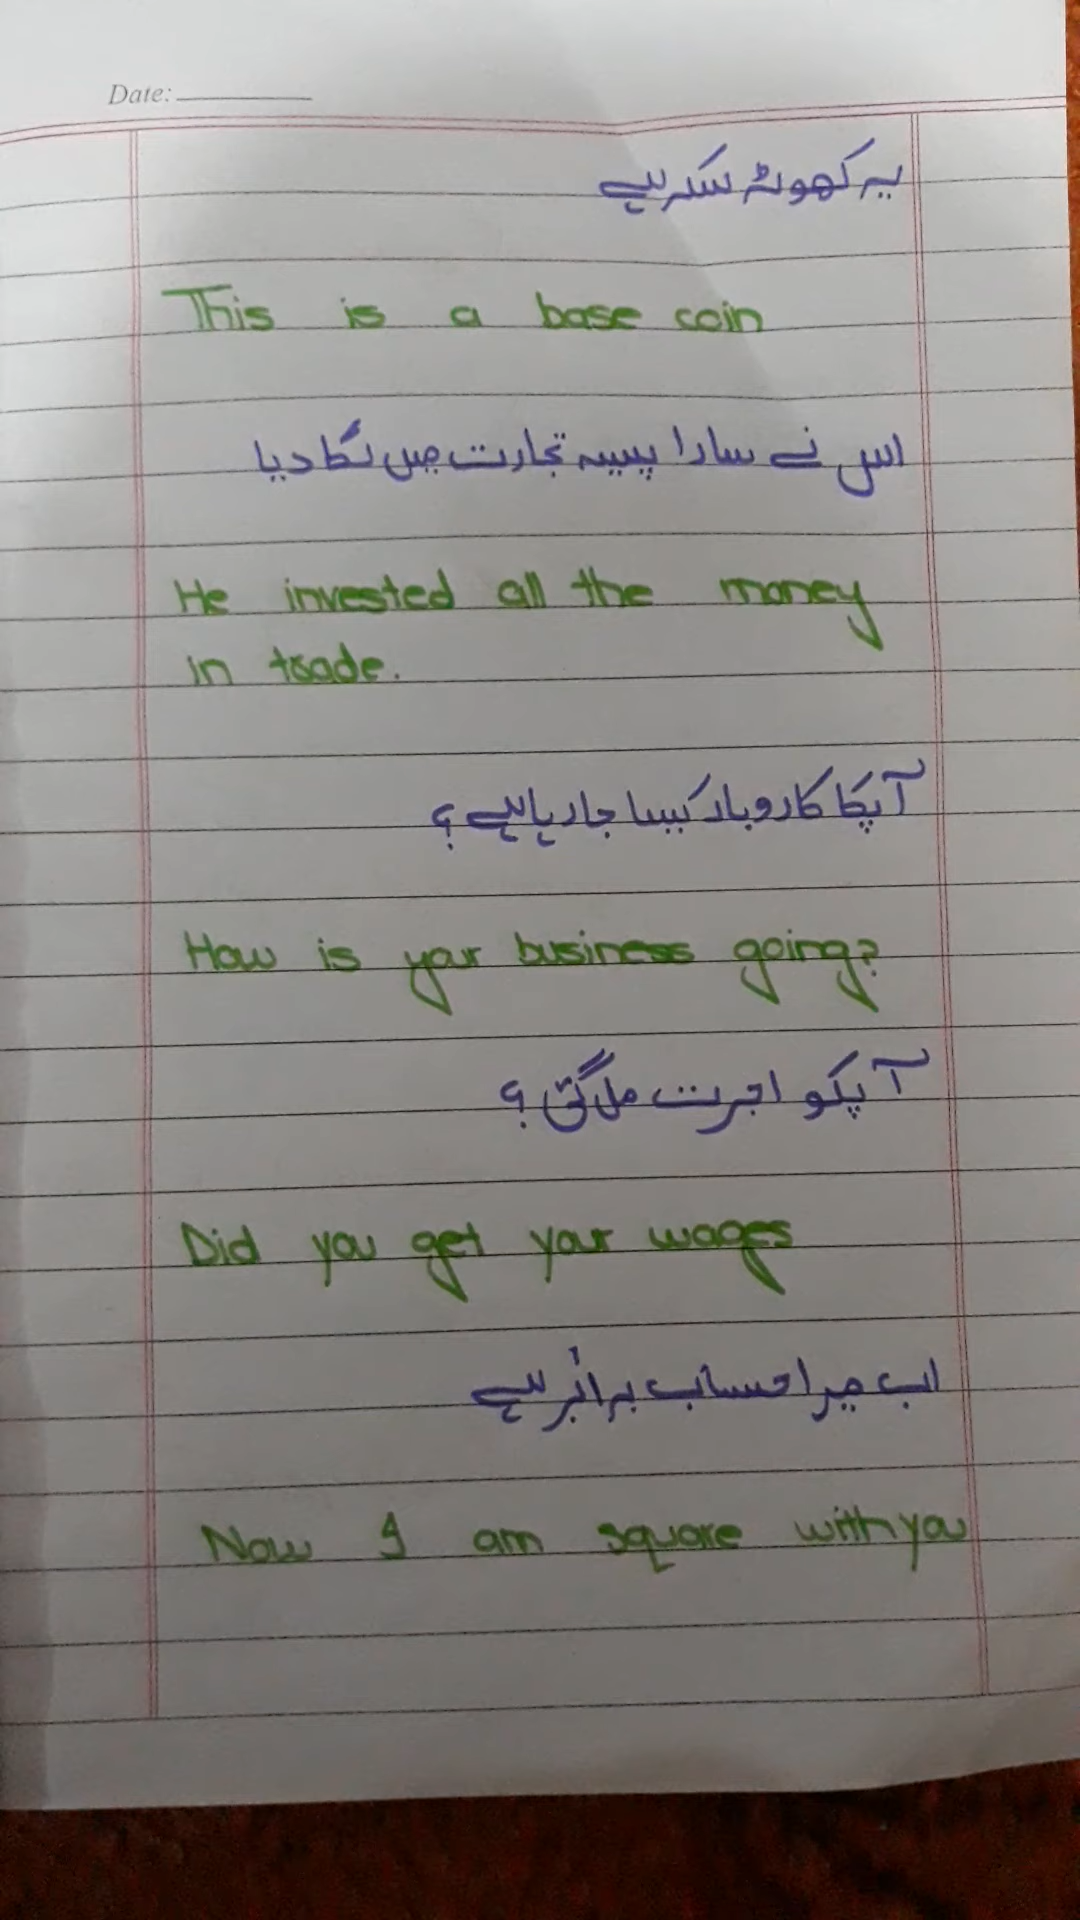 Date:
یہ کھوٹہ سکہ ہے
This is a base coin
اس نے سارا پیسہ تجارت میں لگا دیا
He invested all the money
in trade.
آپکا کاروبار کیسا جا رہا ہے؟
How is your business going?
آپکو اجرت مل گئی؟
Did you get your wages
اب میرا حساب برابر ہے
Now I am square with you